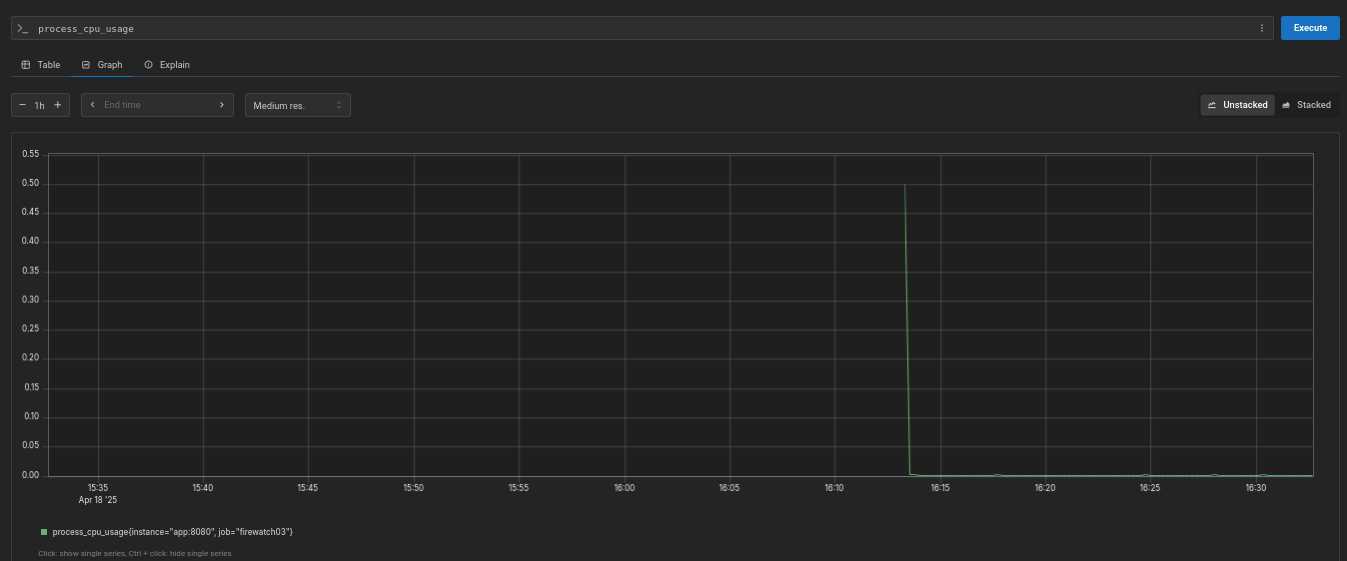 >_ process_cpu_usage
Execute
Table Graph Explain
− 1h + End time Medium res. Unstacked Stacked
0.55
0.50
0.45
0.40
0.35
0.30
0.25
0.20
0.15
0.10
0.05
0.00
15:35 15:40 15:45 15:50 15:55 16:00 16:05 16:10 16:15 16:20 16:25 16:30
Apr 18 '25
process_cpu_usage{instance="app:8080", job="firewatch03"}
Click: show single series, Ctrl + click: hide single series